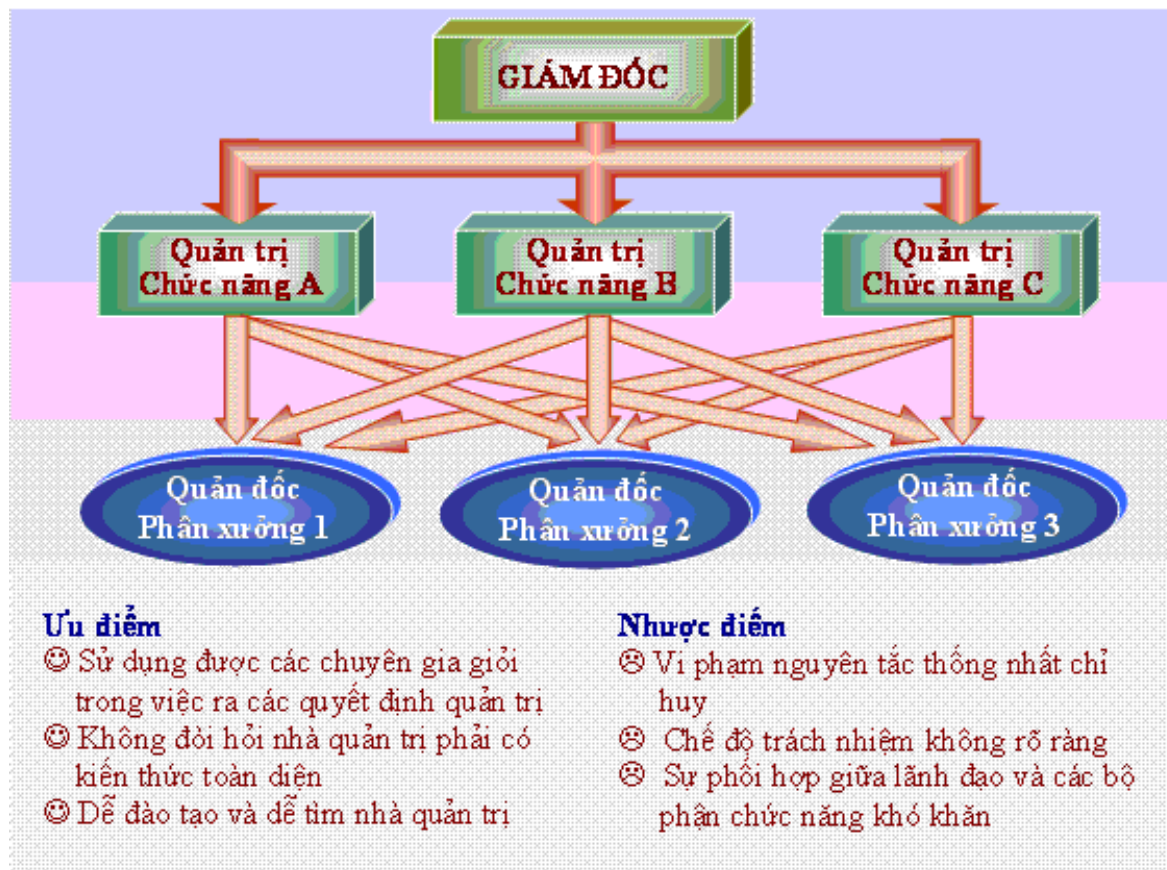 GIÁM ĐỐC
Quản trị
Chức năng A
Quản trị
Chức năng B
Quản trị
Chức năng C
Quản đốc
Phân xưởng 1
Quản đốc
Phân xưởng 2
Quản đốc
Phân xưởng 3
Ưu điểm
☺ Sử dụng được các chuyên gia giỏi
trong việc ra các quyết định quản trị
☺ Không đòi hỏi nhà quản trị phải có
kiến thức toàn diện
☺ Dễ đào tạo và dễ tìm nhà quản trị
Nhược điểm
☹ Vi phạm nguyên tắc thống nhất chỉ
huy
☹ Chế độ trách nhiệm không rõ ràng
☹ Sự phối hợp giữa lãnh đạo và các bộ
phận chức năng khó khăn